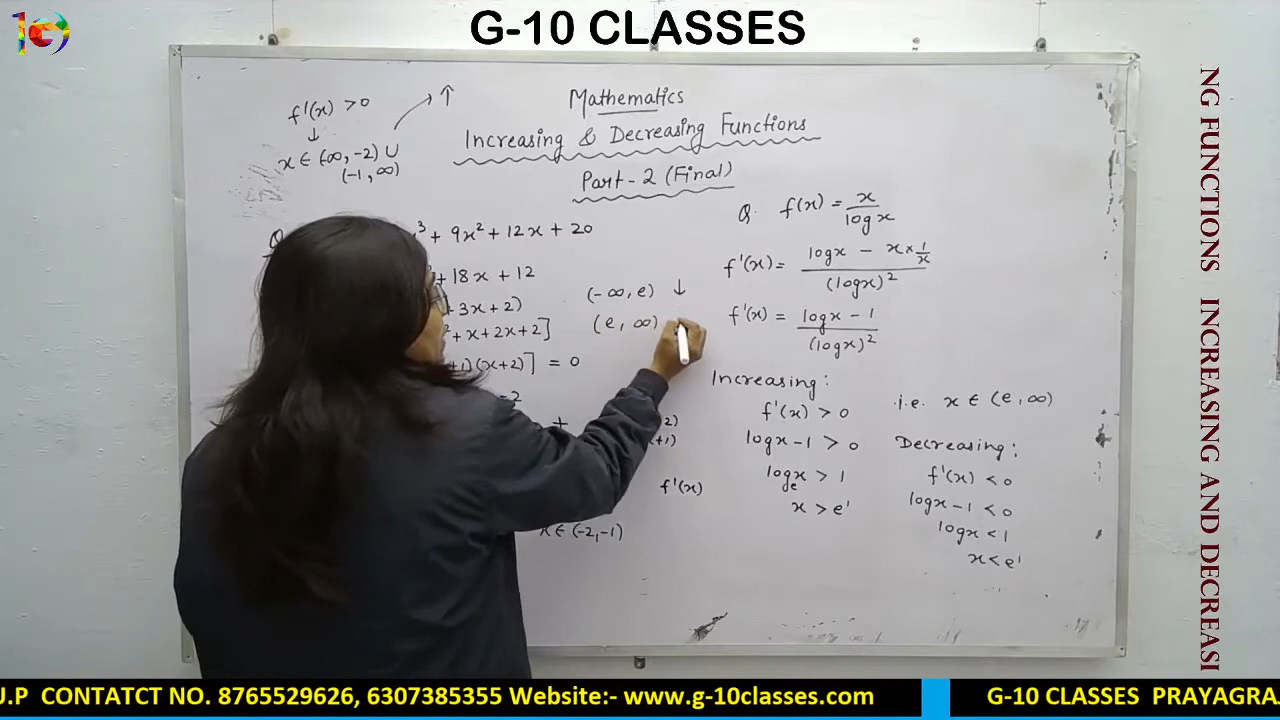 G-10 CLASSES
f'(x) > 0
↓
x ∈ (-∞, -2) ∪
(-1, ∞)
→ ↑
Mathematics
Increasing & Decreasing Functions
Part - 2 (Final)
Q
³ + 9x² + 12x + 20
+ 18x + 12
+ 3x + 2)
² + x + 2x + 2]
+1)(x+2)] = 0
-2
+
2)
+1)
f'(x)
x ∈ (-2, -1)
(-∞, e) ↓
(e, ∞)
Q. f(x) = x / log x
f'(x) = (log x - x × 1/x) / (log x)²
f'(x) = (log x - 1) / (log x)²
Increasing :
f'(x) > 0
log x - 1 > 0
logₑx > 1
x > e¹
i.e. x ∈ (e, ∞)
Decreasing :
f'(x) < 0
log x - 1 < 0
log x < 1
x < e¹
NG FUNCTIONS INCREASING AND DECREASI
J.P CONTATCT NO. 8765529626, 6307385355 Website:- www.g-10classes.com G-10 CLASSES PRAYAGRA